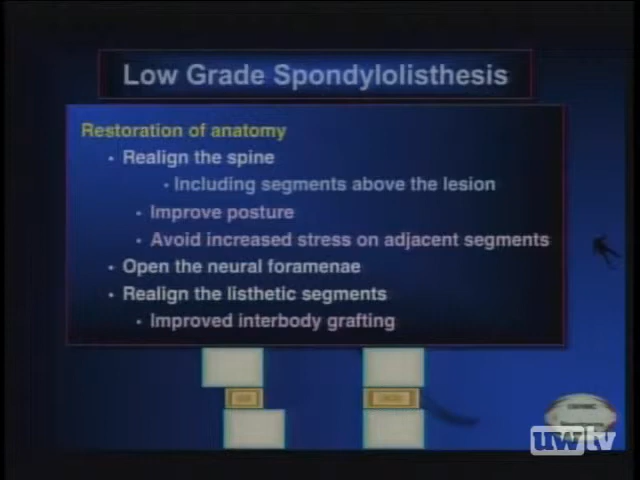 Low Grade Spondylolisthesis
Restoration of anatomy
• Realign the spine
• Including segments above the lesion
• Improve posture
• Avoid increased stress on adjacent segments
• Open the neural foramenae
• Realign the listhetic segments
• Improved interbody grafting
uwtv